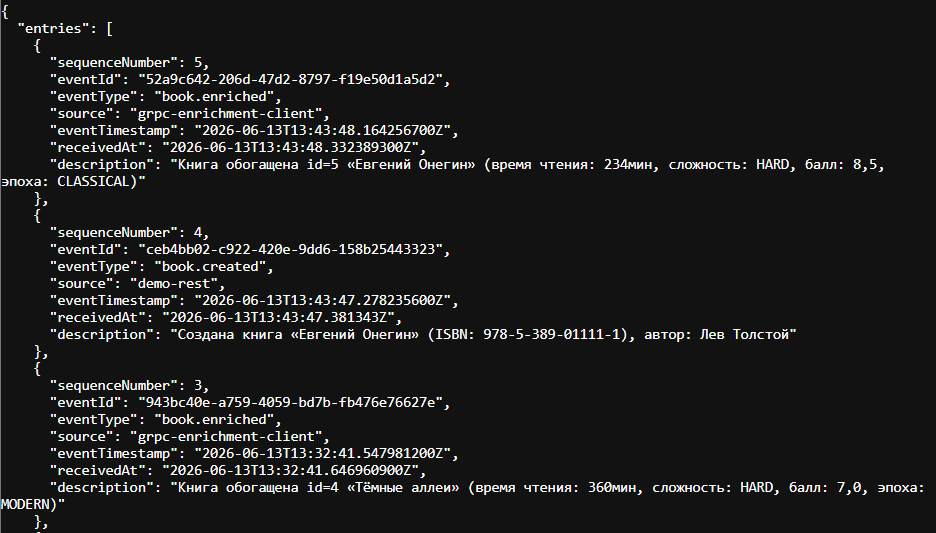 {
  "entries": [
    {
      "sequenceNumber": 5,
      "eventId": "52a9c642-206d-47d2-8797-f19e50d1a5d2",
      "eventType": "book.enriched",
      "source": "grpc-enrichment-client",
      "eventTimestamp": "2026-06-13T13:43:48.164256700Z",
      "receivedAt": "2026-06-13T13:43:48.332389300Z",
      "description": "Книга обогащена id=5 «Евгений Онегин» (время чтения: 234мин, сложность: HARD, балл: 8,5,
эпоха: CLASSICAL)"
    },
    {
      "sequenceNumber": 4,
      "eventId": "ceb4bb02-c922-420e-9dd6-158b25443323",
      "eventType": "book.created",
      "source": "demo-rest",
      "eventTimestamp": "2026-06-13T13:43:47.278235600Z",
      "receivedAt": "2026-06-13T13:43:47.381343Z",
      "description": "Создана книга «Евгений Онегин» (ISBN: 978-5-389-01111-1), автор: Лев Толстой"
    },
    {
      "sequenceNumber": 3,
      "eventId": "943bc40e-a759-4059-bd7b-fb476e76627e",
      "eventType": "book.enriched",
      "source": "grpc-enrichment-client",
      "eventTimestamp": "2026-06-13T13:32:41.547981200Z",
      "receivedAt": "2026-06-13T13:32:41.646960900Z",
      "description": "Книга обогащена id=4 «Тёмные аллеи» (время чтения: 360мин, сложность: HARD, балл: 7,0, эпоха:
MODERN)"
    },